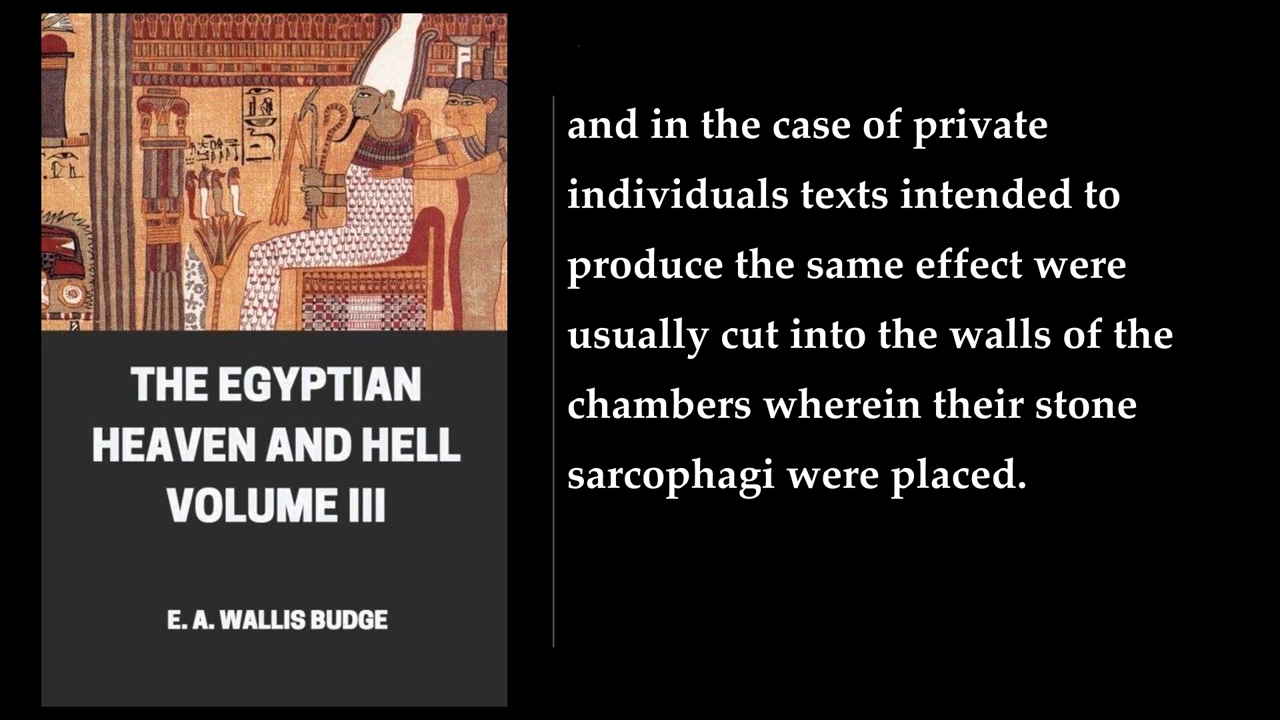 THE EGYPTIAN
HEAVEN AND HELL
VOLUME III
E. A. WALLIS BUDGE
and in the case of private
individuals texts intended to
produce the same effect were
usually cut into the walls of the
chambers wherein their stone
sarcophagi were placed.